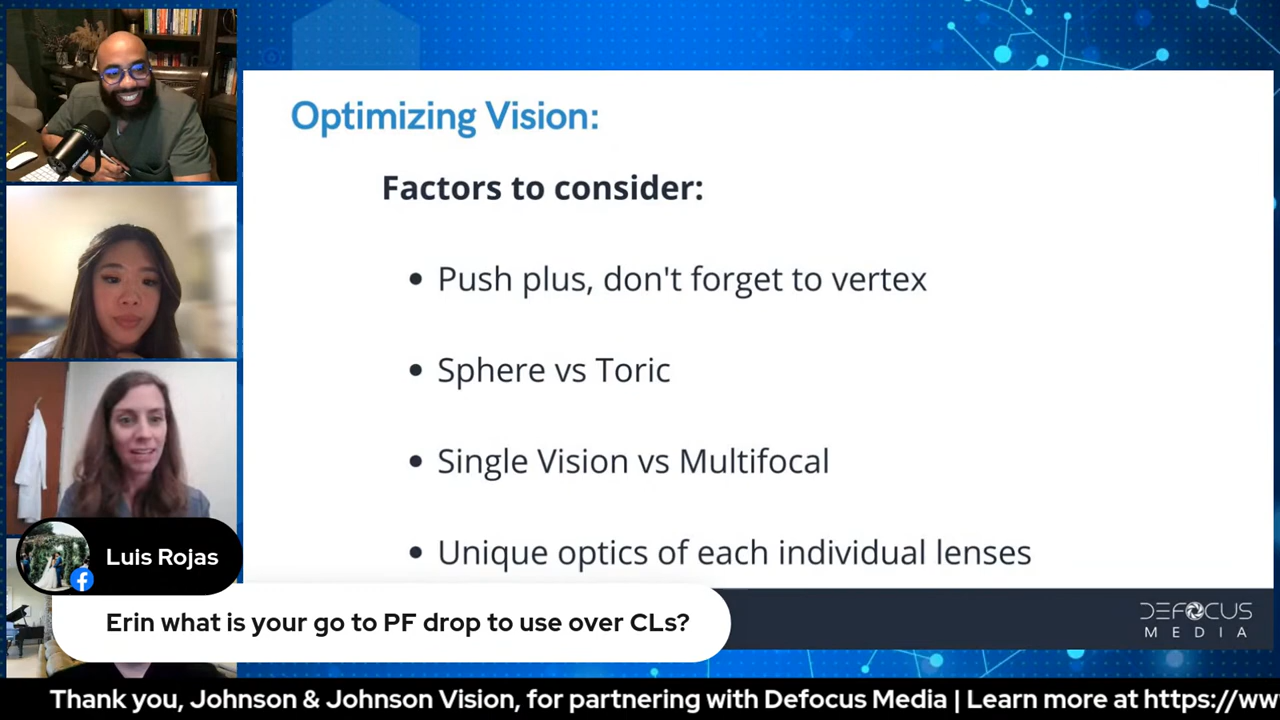 Optimizing Vision:
Factors to consider:
• Push plus, don't forget to vertex
• Sphere vs Toric
• Single Vision vs Multifocal
• Unique optics of each individual lenses
Luis Rojas
Erin what is your go to PF drop to use over CLs?
DEFOCUS
MEDIA
Thank you, Johnson & Johnson Vision, for partnering with Defocus Media | Learn more at https://ww